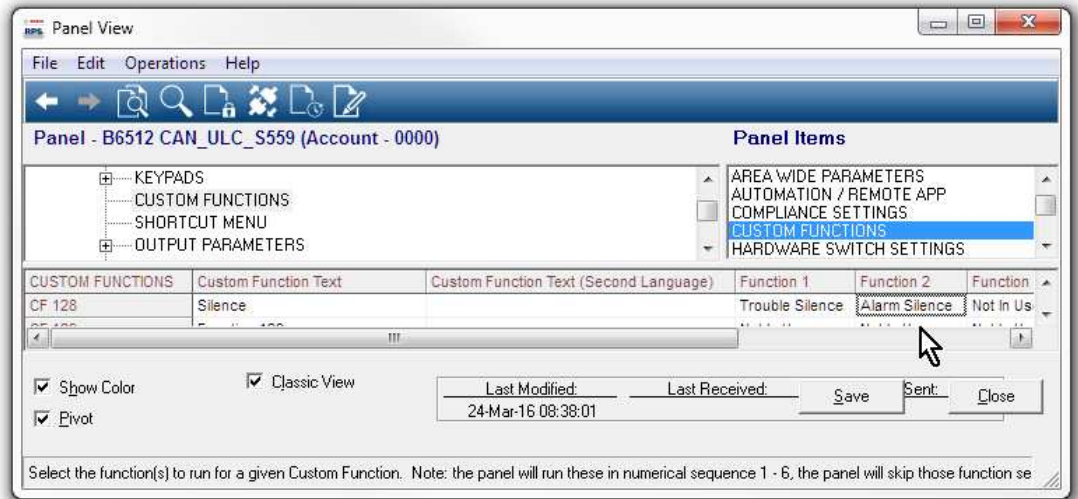 RPS Panel View
File Edit Operations Help
Panel - B6512 CAN_ULC_S559 (Account - 0000)
Panel Items
KEYPADS
CUSTOM FUNCTIONS
SHORTCUT MENU
OUTPUT PARAMETERS
AREA WIDE PARAMETERS
AUTOMATION / REMOTE APP
COMPLIANCE SETTINGS
CUSTOM FUNCTIONS
HARDWARE SWITCH SETTINGS
CUSTOM FUNCTIONS Custom Function Text Custom Function Text (Second Language) Function 1 Function 2 Function
CF 128 Silence Trouble Silence Alarm Silence Not In Us
Show Color
Classic View
Pivot
Last Modified: Last Received: Sent:
24-Mar-16 08:38:01
Save Close
Select the function(s) to run for a given Custom Function. Note: the panel will run these in numerical sequence 1 - 6, the panel will skip those function se